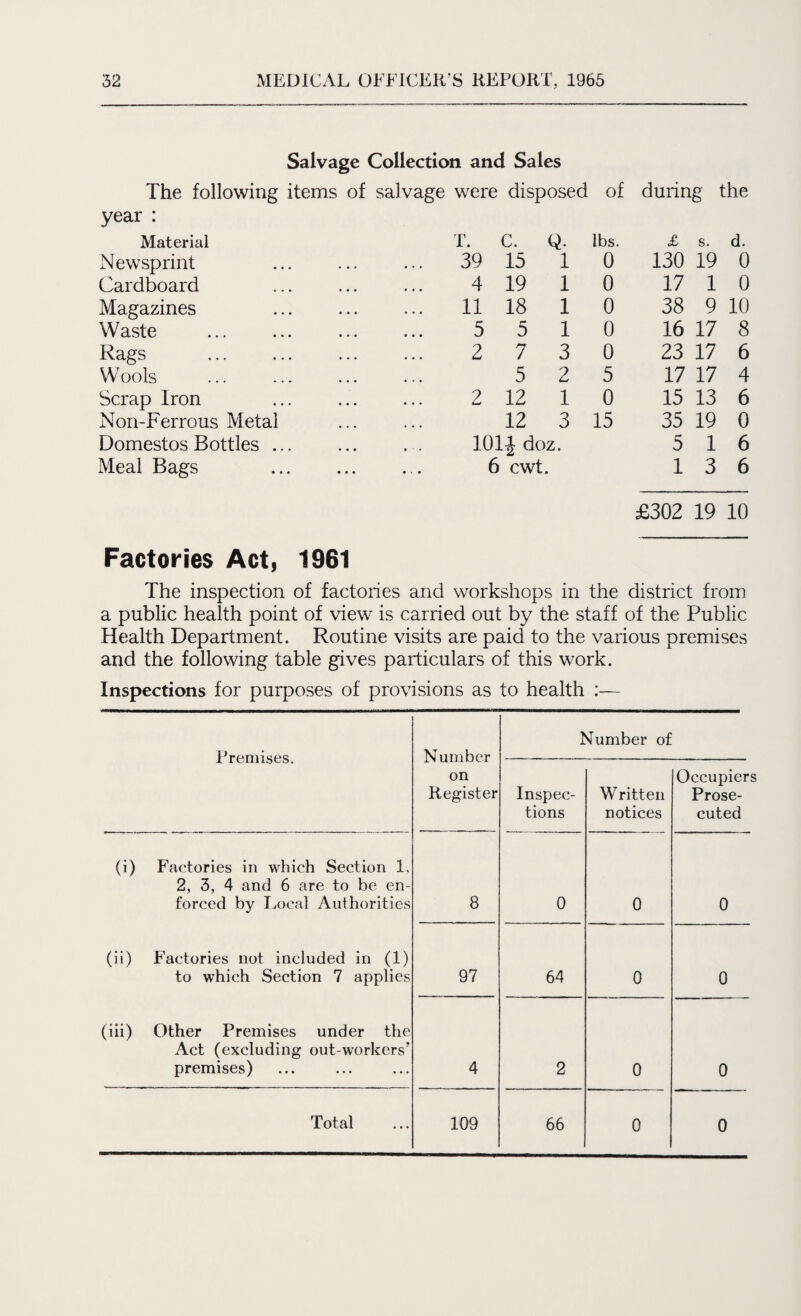 32 MEDICAL OFFICER'S REPORT, 1965
Salvage Collection and Sales
The following items of salvage were disposed of during the
year :
Material T. C. Q. lbs. £ s. d.
Newsprint ... ... ... 39 15 1 0 130 19 0
Cardboard ... ... ... 4 19 1 0 17 1 0
Magazines ... ... ... 11 18 1 0 38 9 10
Waste ... ... ... ... 5 5 1 0 16 17 8
Rags ... ... ... ... 2 7 3 0 23 17 6
Wools ... ... ... ... 5 2 5 17 17 4
Scrap Iron ... ... ... 2 12 1 0 15 13 6
Non-Ferrous Metal ... ... 12 3 15 35 19 0
Domestos Bottles ... ... . . 101½ doz. 5 1 6
Meal Bags ... ... ... 6 cwt. 1 3 6
£302 19 10
Factories Act, 1961
The inspection of factories and workshops in the district from
a public health point of view is carried out by the staff of the Public
Health Department. Routine visits are paid to the various premises
and the following table gives particulars of this work.
Inspections for purposes of provisions as to health :—
Premises.
Number
on
Register
Number of
Inspec-
tions
Written
notices
Occupiers
Prose-
cuted
(i) Factories in which Section 1,
2, 3, 4 and 6 are to be en-
forced by Local Authorities 8 0 0 0
(ii) Factories not included in (1)
to which Section 7 applies 97 64 0 0
(iii) Other Premises under the
Act (excluding out-workers'
premises) ... ... ... 4 2 0 0
Total ... 109 66 0 0